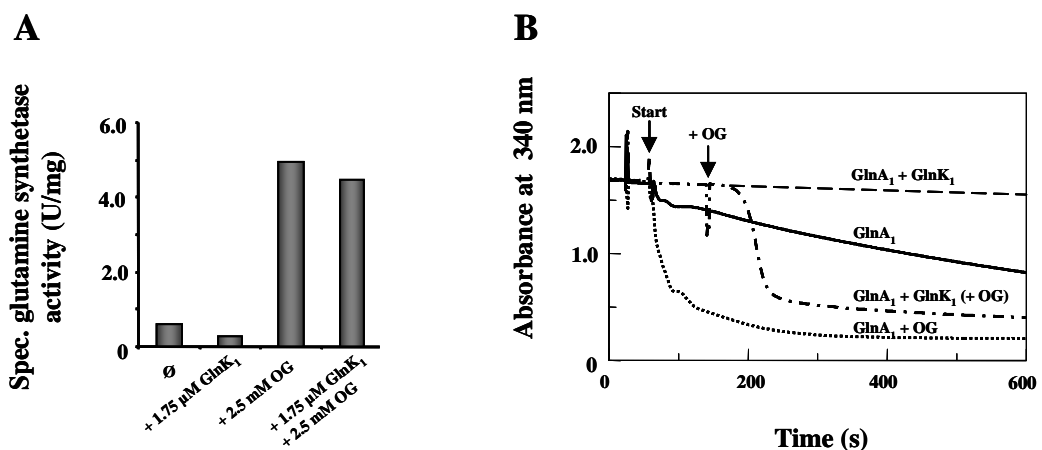 A
Spec. glutamine synthetase
activity (U/mg)
6.0
4.0
2.0
0
ø
+ 1.75 µM GlnK1
+ 2.5 mM OG
+ 1.75 µM GlnK1
+ 2.5 mM OG
B
Absorbance at 340 nm
2.0
1.0
0
Start
+ OG
GlnA1 + GlnK1
GlnA1
GlnA1 + GlnK1 (+ OG)
GlnA1 + OG
0
200
400
600
Time (s)